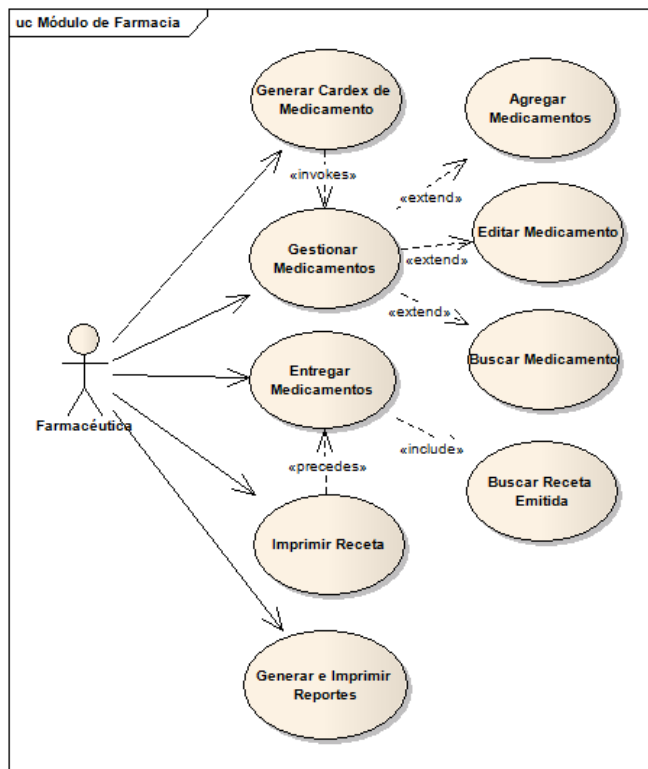 uc Módulo de Farmacia
Generar Cardex de
Medicamento
Agregar
Medicamentos
«invokes»
«extend»
Gestionar
Medicamentos
Editar Medicamento
«extend»
«extend»
Buscar Medicamento
Entregar
Medicamentos
Farmacéutica
«include»
«precedes»
Buscar Receta
Emitida
Imprimir Receta
Generar e Imprimir
Reportes